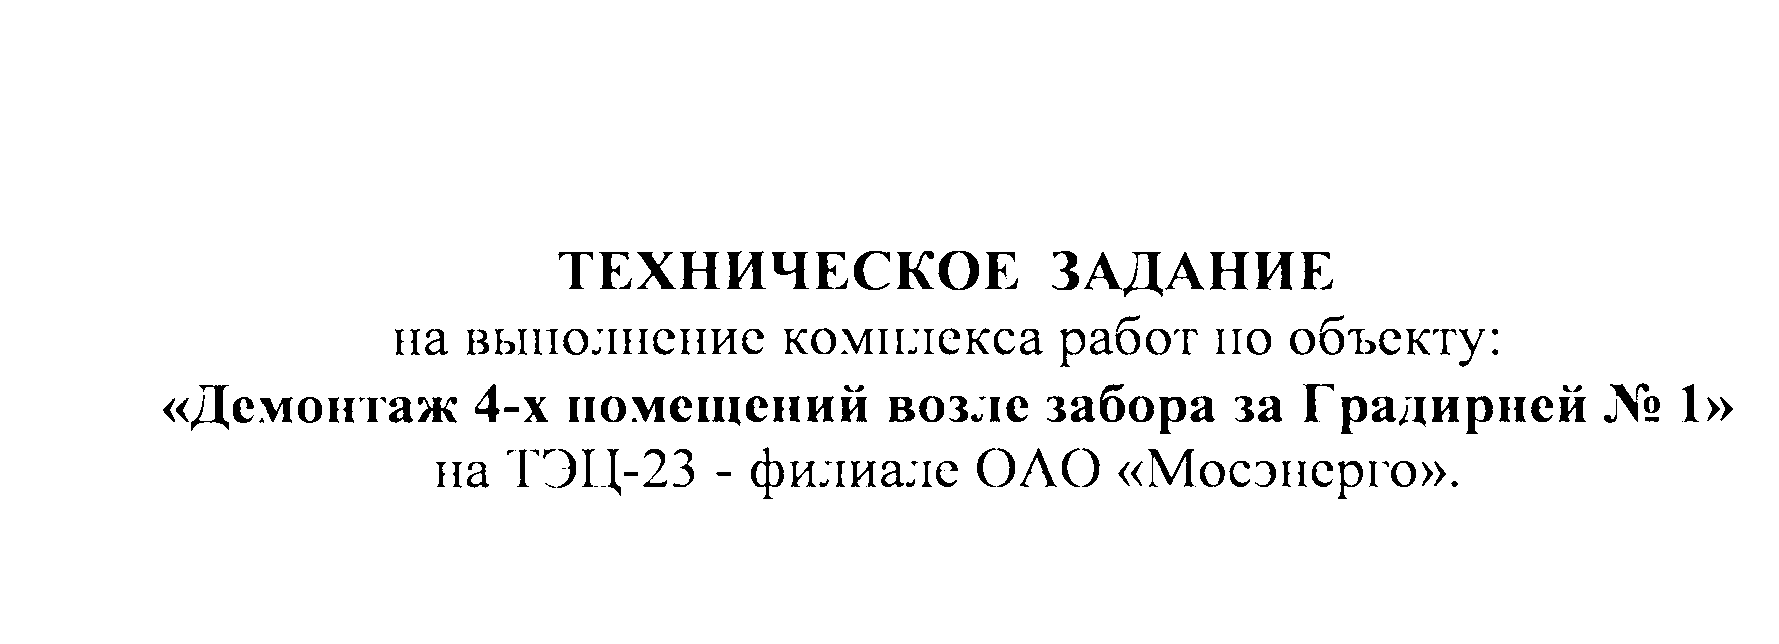 ТЕХНИЧЕСКОЕ ЗАДАНИЕ
на выполнение комплекса работ по объекту:
«Демонтаж 4-х помещений возле забора за Градирней № 1»
на ТЭЦ-23 - филиале ОАО «Мосэнерго».